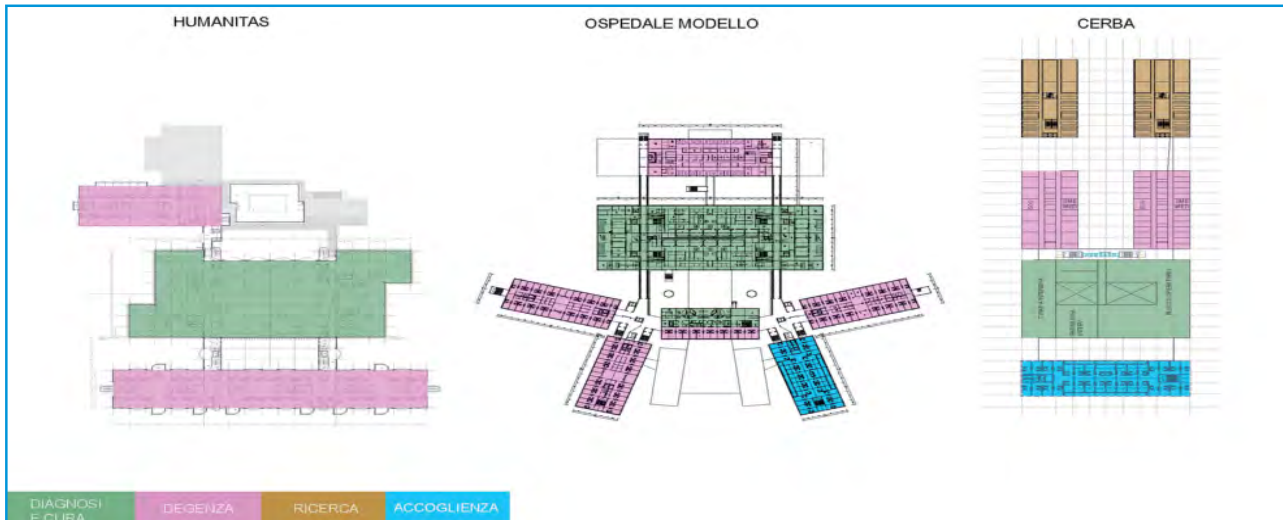 HUMANITAS
OSPEDALE MODELLO
CERBA
DIAGNOSI
E CURA
DEGENZA
RICERCA
ACCOGLIENZA